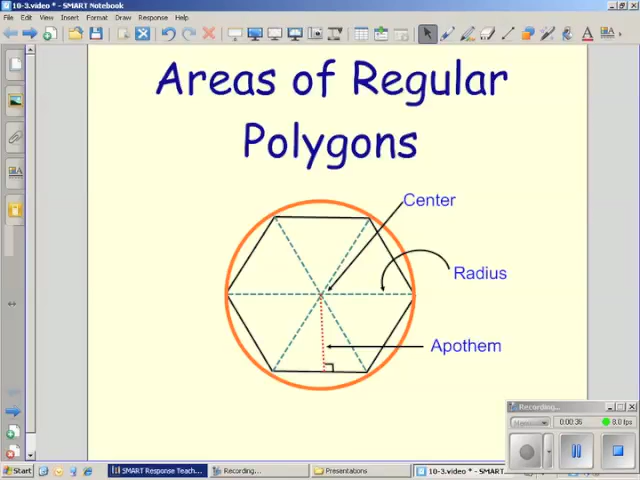 10-3.video * - SMART Notebook
File Edit View Insert Format Draw Response Help
Areas of Regular
Polygons
Center
Radius
Apothem
Recording...
0:00:36 8.0 fps
Start
SMART Response Teach...
Recording...
Presentations
10-3.video * - SMART